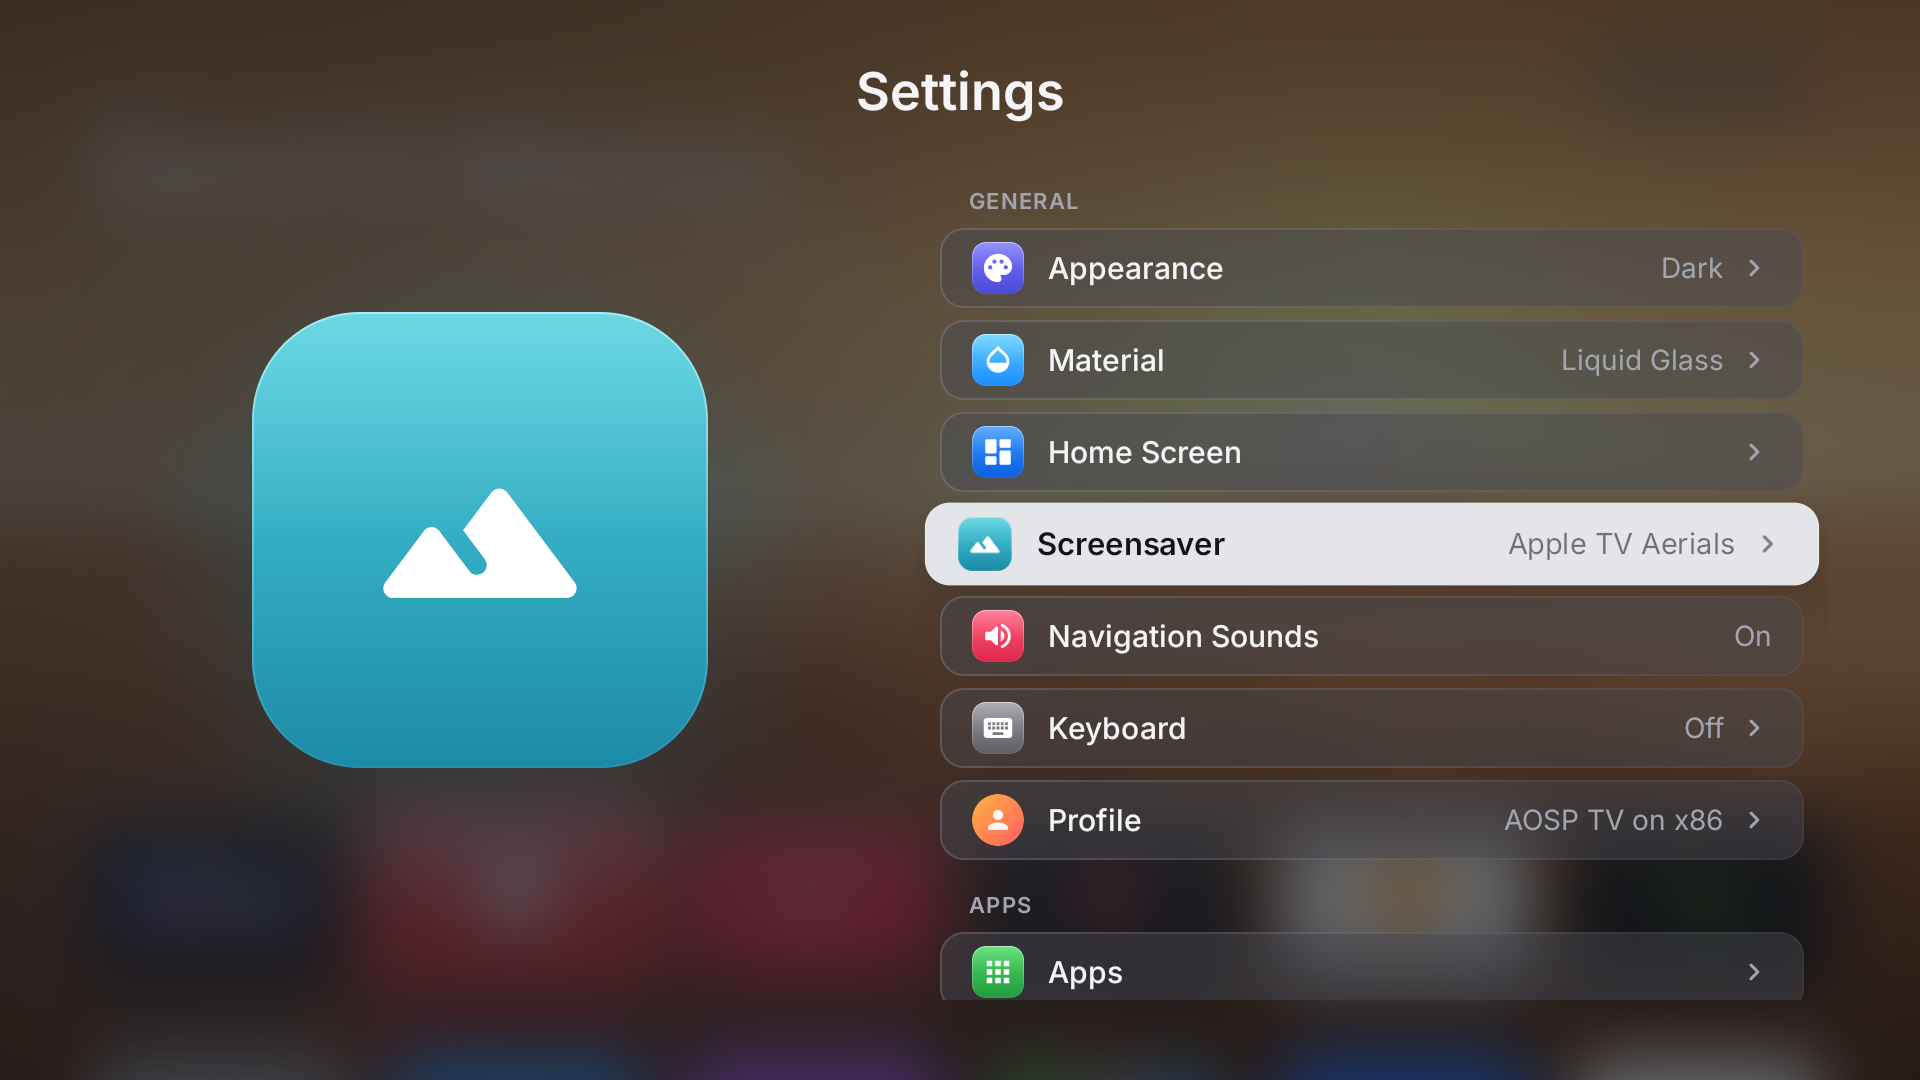 Settings
GENERAL
Appearance Dark
Material Liquid Glass
Home Screen
Screensaver Apple TV Aerials
Navigation Sounds On
Keyboard Off
Profile AOSP TV on x86
APPS
Apps